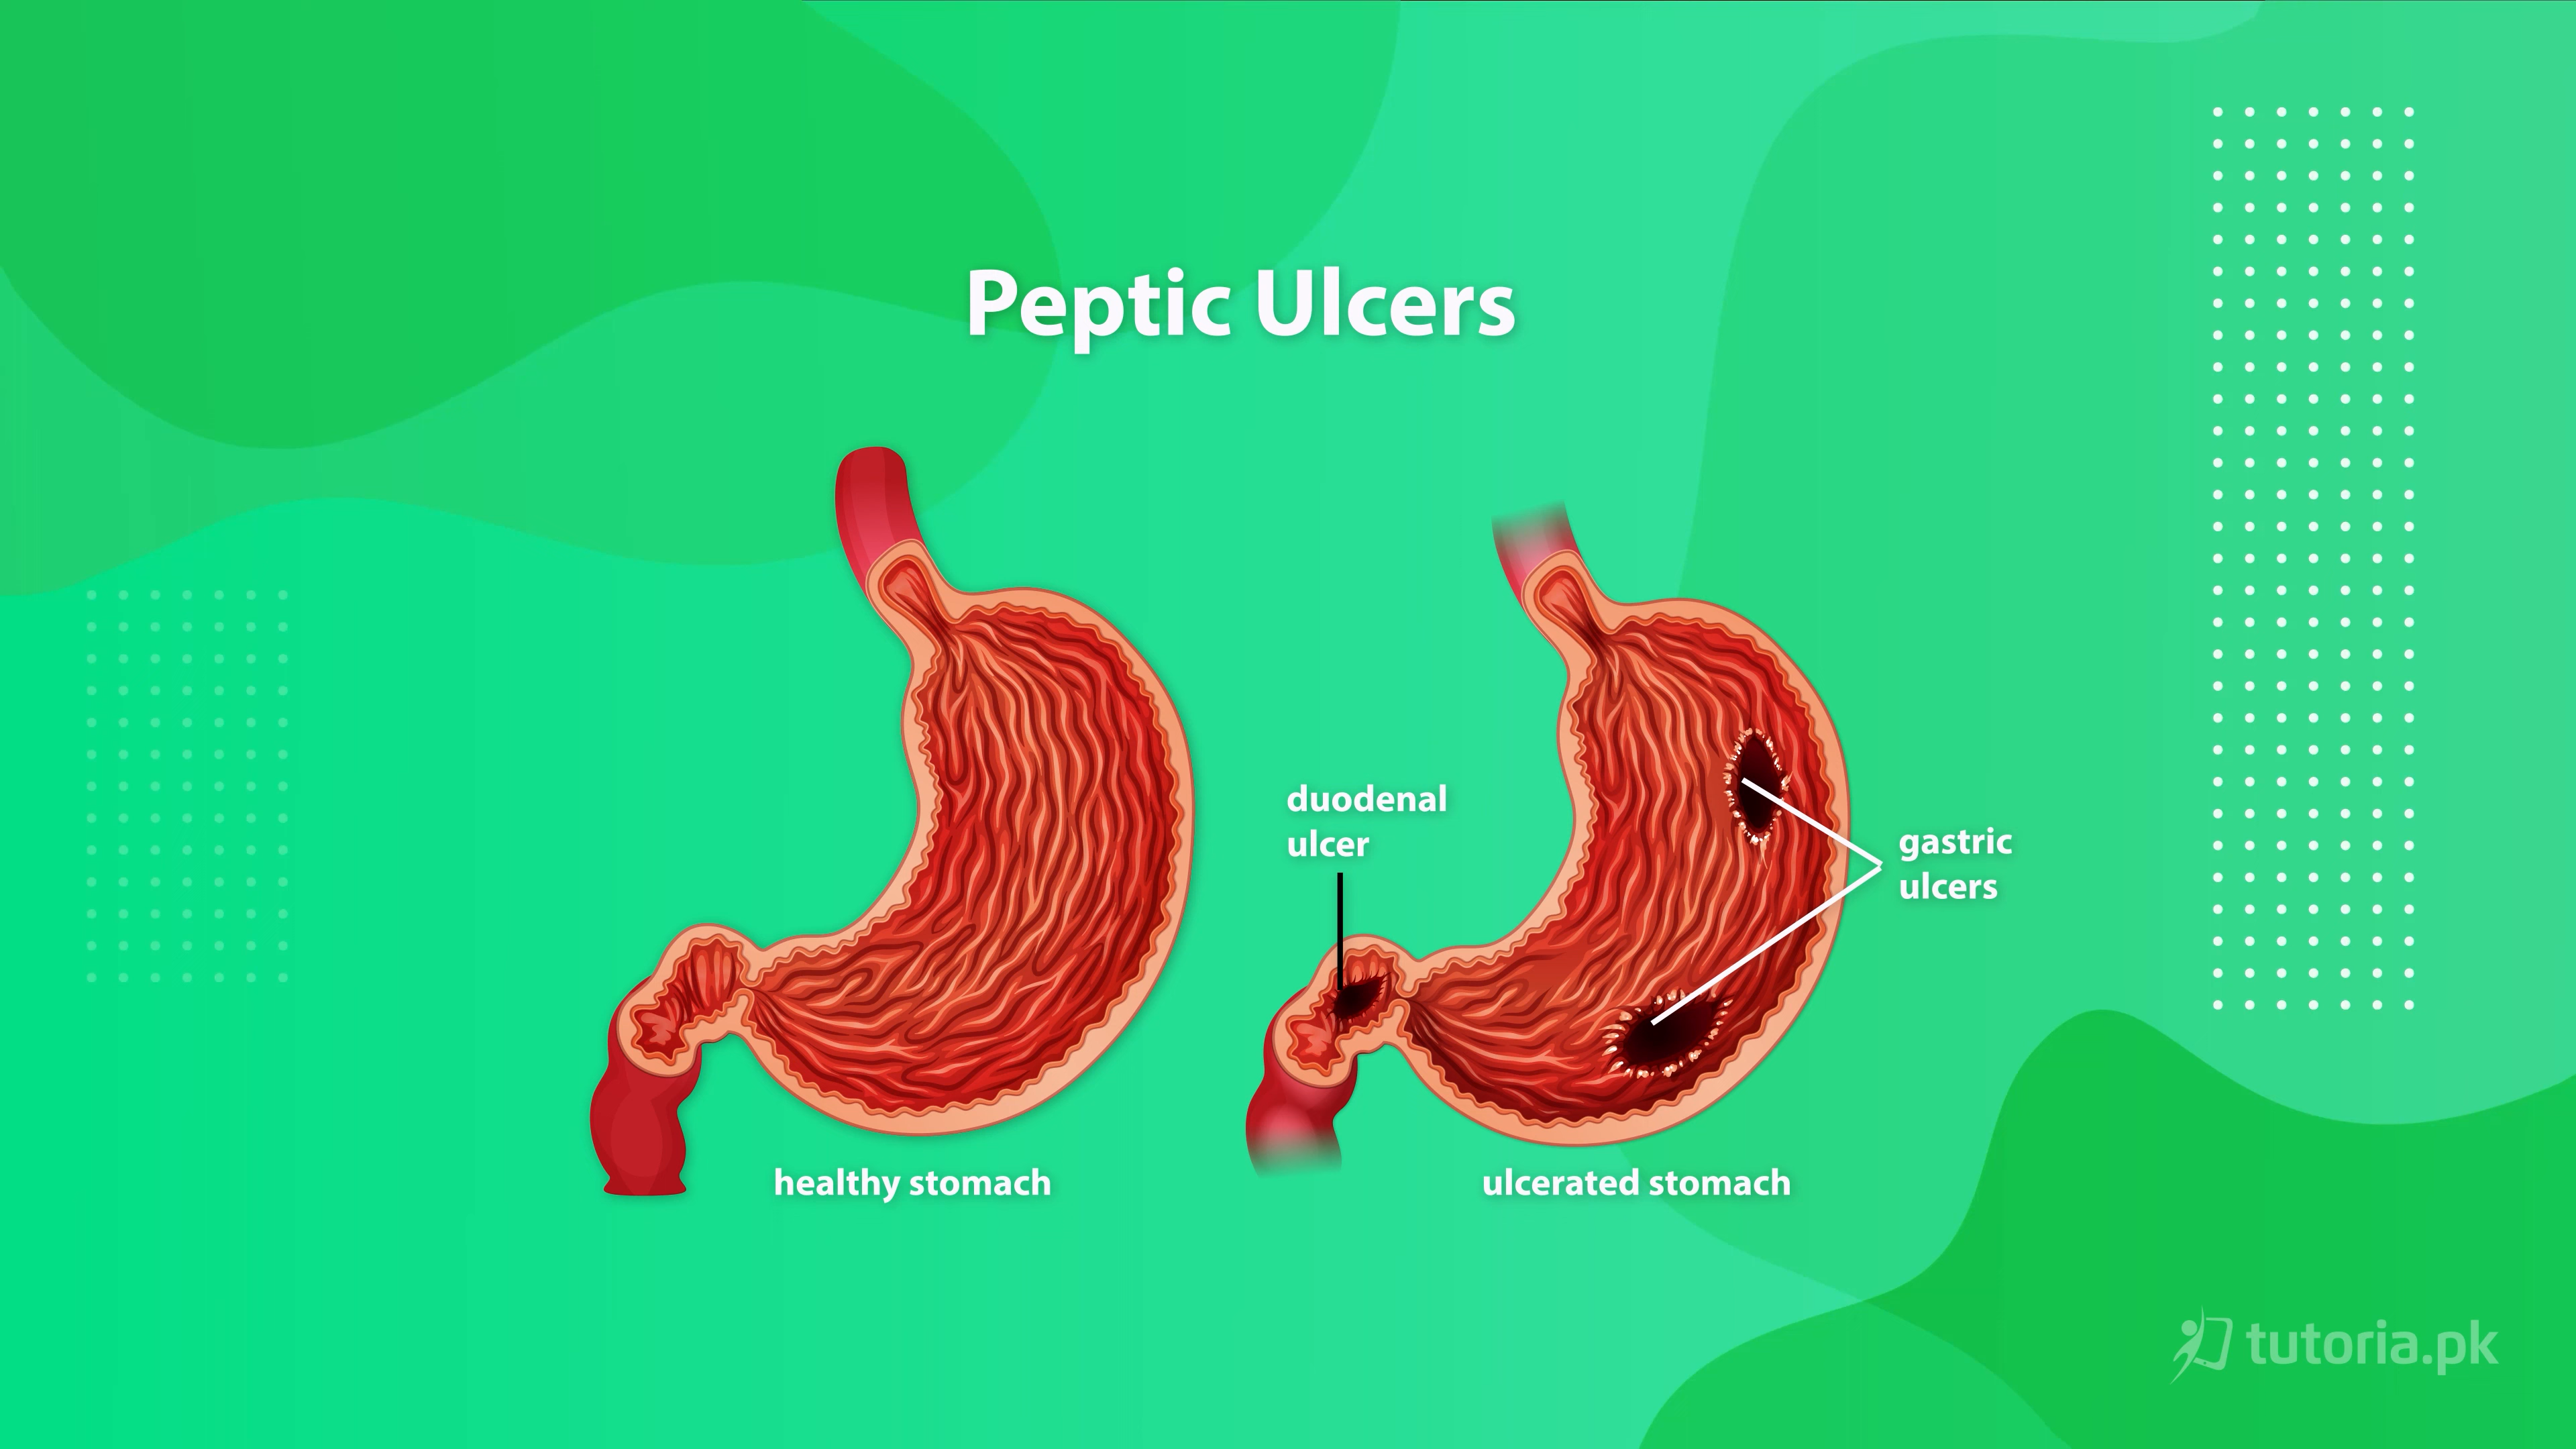 Peptic Ulcers
duodenal
ulcer
gastric
ulcers
healthy stomach
ulcerated stomach
tutoria.pk